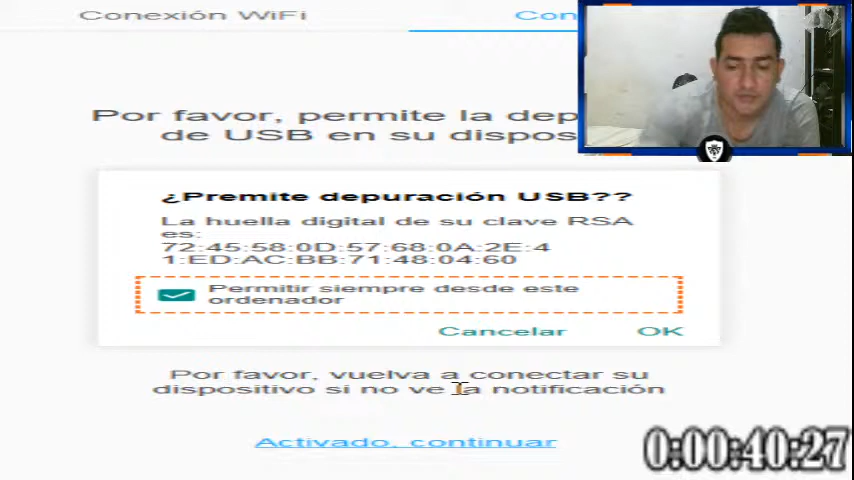 Conexión WiFi
Con
Por favor, permite la dep
de USB en su dispos
¿Premite depuración USB??
La huella digital de su clave RSA
es:
72:45:58:0D:57:68:0A:2E:4
1:ED:AC:BB:71:48:04:60
Permitir siempre desde este
ordenador
Cancelar
OK
Por favor, vuelva a conectar su
dispositivo si no ve la notificación
Activado, continuar
0:00:40:27